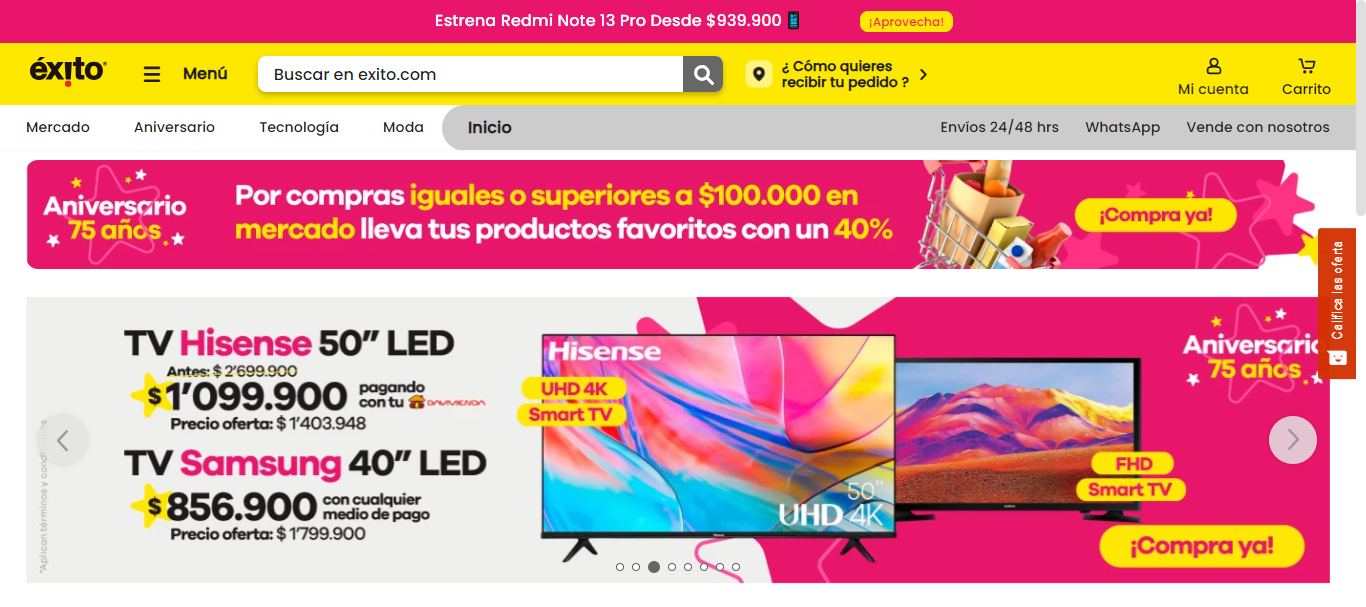 Estrena Redmi Note 13 Pro Desde $939.900
¡Aprovecha!
éxito
Menú
Buscar en exito.com
¿ Cómo quieres
recibir tu pedido ?
Mi cuenta
Carrito
Mercado
Aniversario
Tecnología
Moda
Inicio
Envíos 24/48 hrs
WhatsApp
Vende con nosotros
Aniversario
75 años
Por compras iguales o superiores a $100.000 en
mercado lleva tus productos favoritos con un 40%
¡Compra ya!
Califica las oferta
TV Hisense 50” LED
Antes: $ 2’699.900
$1’099.900 pagando
con tu DAVIVIENDA
Precio oferta: $ 1’403.948
TV Samsung 40” LED
$856.900 con cualquier
medio de pago
Precio oferta: $ 1’799.900
*Aplican términos y
Hisense
UHD 4K
Smart TV
50"
UHD 4K
FHD
Smart TV
Aniversario
75 años
¡Compra ya!